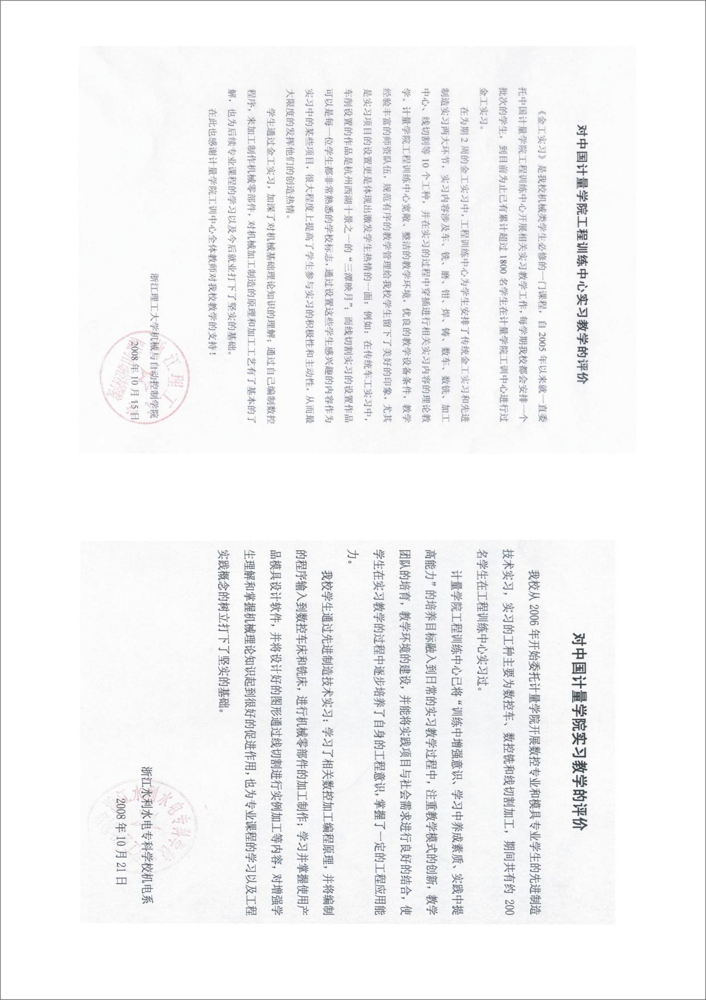 对中国计量学院工程训练中心实习教学的评价
《金工实习》是我校机械类学生必修的一门课程，自 2005 年以来就一直委
托中国计量学院工程训练中心开展相关实习教学工作，每学期我校都会安排一个
批次的学生，到目前为止已有累计超过 1800 名学生在计量学院工训中心进行过
金工实习。
在为期 2 周的金工实习中，工程训练中心为学生安排了传统金工实习和先进
制造实习两大环节，实习内容涉及车、铣、磨、钳、焊、铸、数车、数铣、加工
中心、线切割等 10 个工种，并在实习的过程中穿插进行相关实习内容的理论教
学。计量学院工程训练中心宽敞、整洁的教学环境，优良的教学设备条件，教学
经验丰富的师资队伍，规范有序的教学管理给我校学生留下了美好的印象，尤其
是实习项目的设置更是体现出激发学生热情的一面：例如：在传统车工实习中，
车削设置的作品是杭州西湖十景之一的“三潭映月”；而线切割实习的设置作品
可以是每一位学生都非常熟悉的学校标志，通过设置这些学生感兴趣的内容作为
实习中的某些项目，很大程度上提高了学生参与实习的积极性和主动性，从而最
大限度的发挥他们的创造热情。
学生通过金工实习，加深了对机械基础理论知识的理解；通过自己编制数控
程序，来加工制作机械零部件，对机械加工制造的原理和加工工艺有了基本的了
解，也为后续专业课程的学习以及今后就业打下了坚实的基础。
在此也感谢计量学院工训中心全体教师对我校教学的支持！
浙江理工大学机械与自动控制学院
2008 年 10 月 15 日
对中国计量学院实习教学的评价
我校从 2006 年开始委托计量学院开展数控专业和模具专业学生的先进制造
技术实习，实习的工种主要为数控车、数控铣和线切割加工，期间共有约 200
名学生在工程训练中心实习过。
计量学院工程训练中心已将“训练中增强意识、学习中养成素质、实践中提
高能力”的培养目标融入到日常的实习教学过程中，注重教学模式的创新，教学
团队的培育，教学环境的建设，并能将实践项目与社会需求进行良好的结合，使
学生在实习教学的过程中逐步培养了自身的工程意识，掌握了一定的工程应用能
力。
我校学生通过先进制造技术实习；学习了相关数控加工编程原理，并将编制
的程序输入到数控车床和铣床，进行机械零部件的加工制作；学习并掌握使用产
品模具设计软件，并将设计好的图形通过线切割进行实例加工等内容，对增强学
生理解和掌握机械理论知识起到很好的促进作用，也为专业课程的学习以及工程
实践概念的树立打下了坚实的基础。
浙江水利水电专科学校机电系
2008 年 10 月 21 日